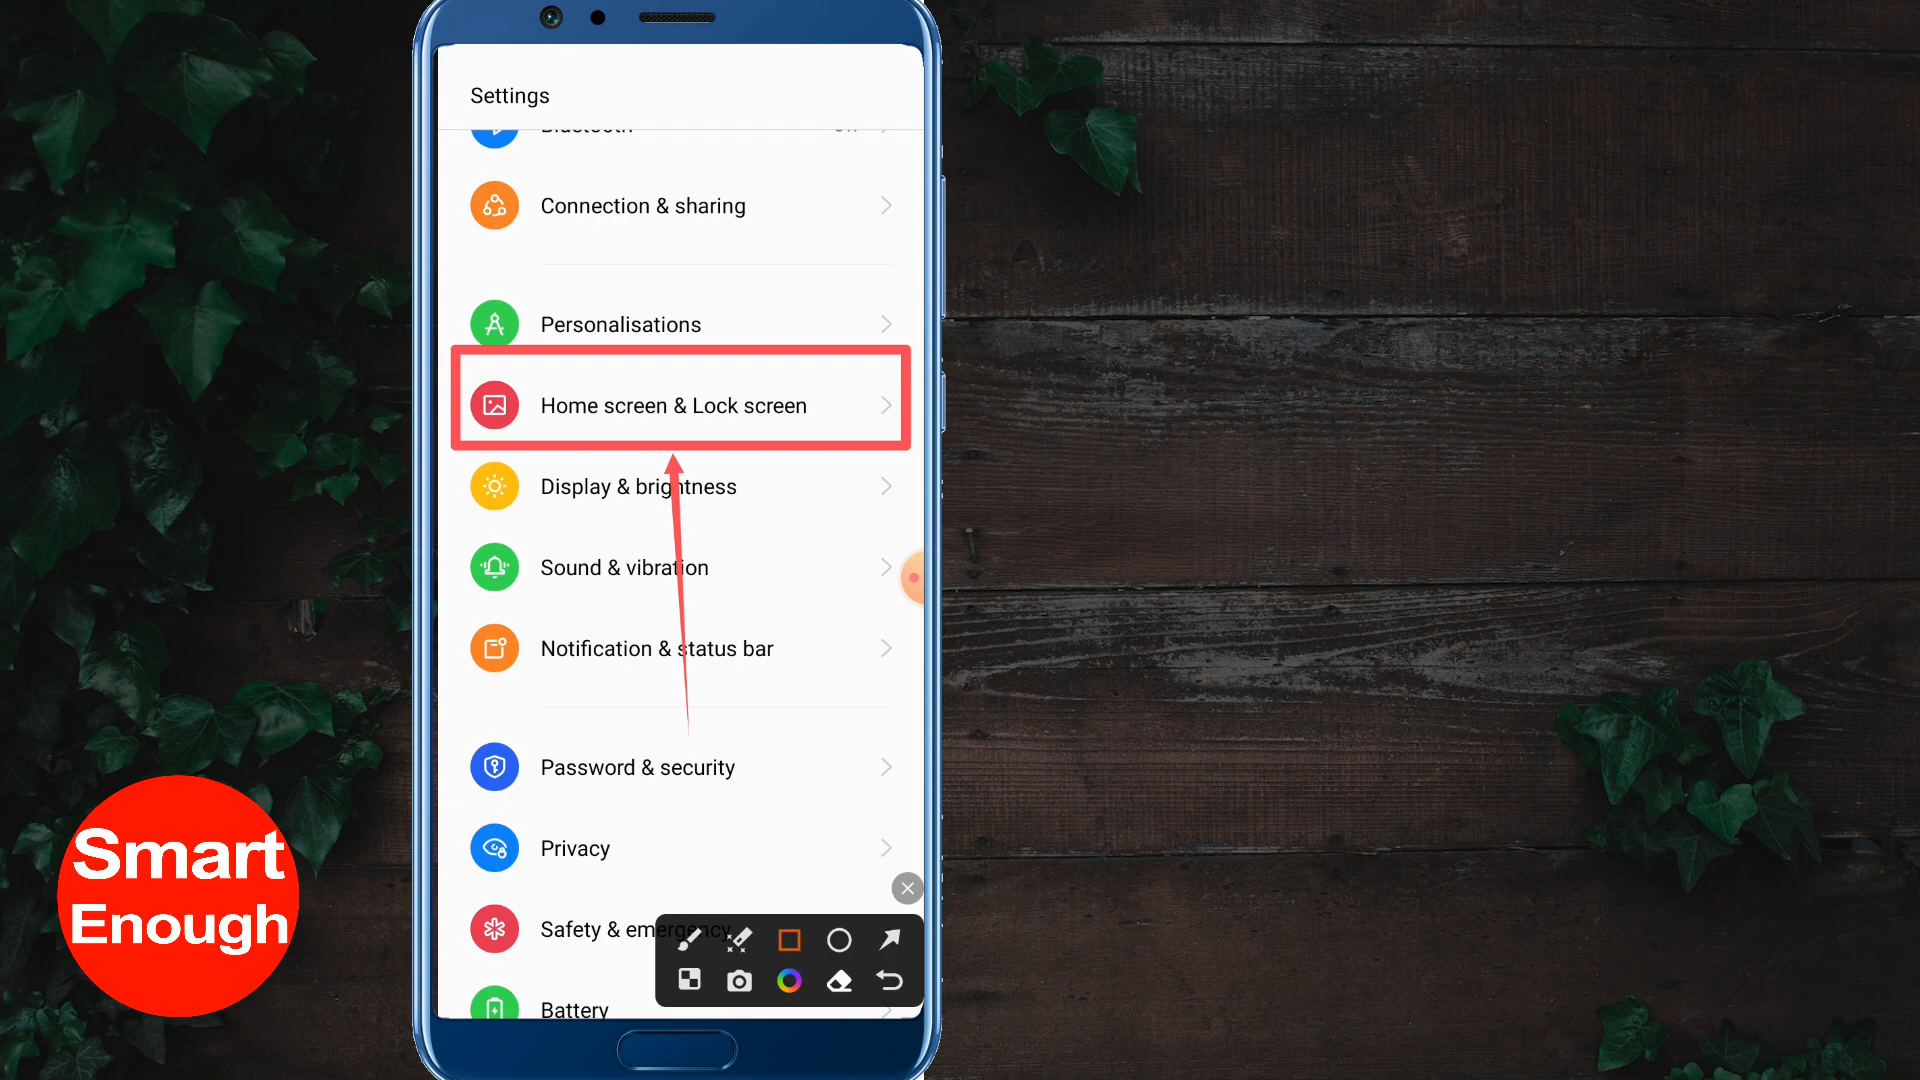 Settings
Bluetooth
Connection & sharing
Personalisations
Home screen & Lock screen
Display & brightness
Sound & vibration
Notification & status bar
Password & security
Privacy
Safety & emergency
Battery
Smart
Enough